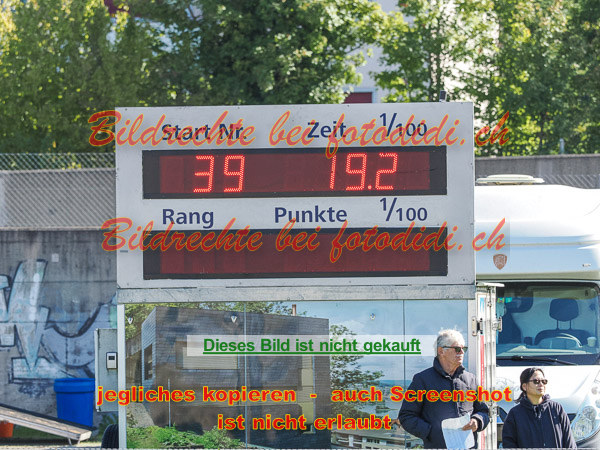 Start Nr. Zeit 1/100
Bildrechte bei fotodidi.ch
39 19.2
Rang Punkte 1/100
Bildrechte bei fotodidi.ch
Dieses Bild ist nicht gekauft
jegliches kopieren - auch Screenshot
ist nicht erlaubt